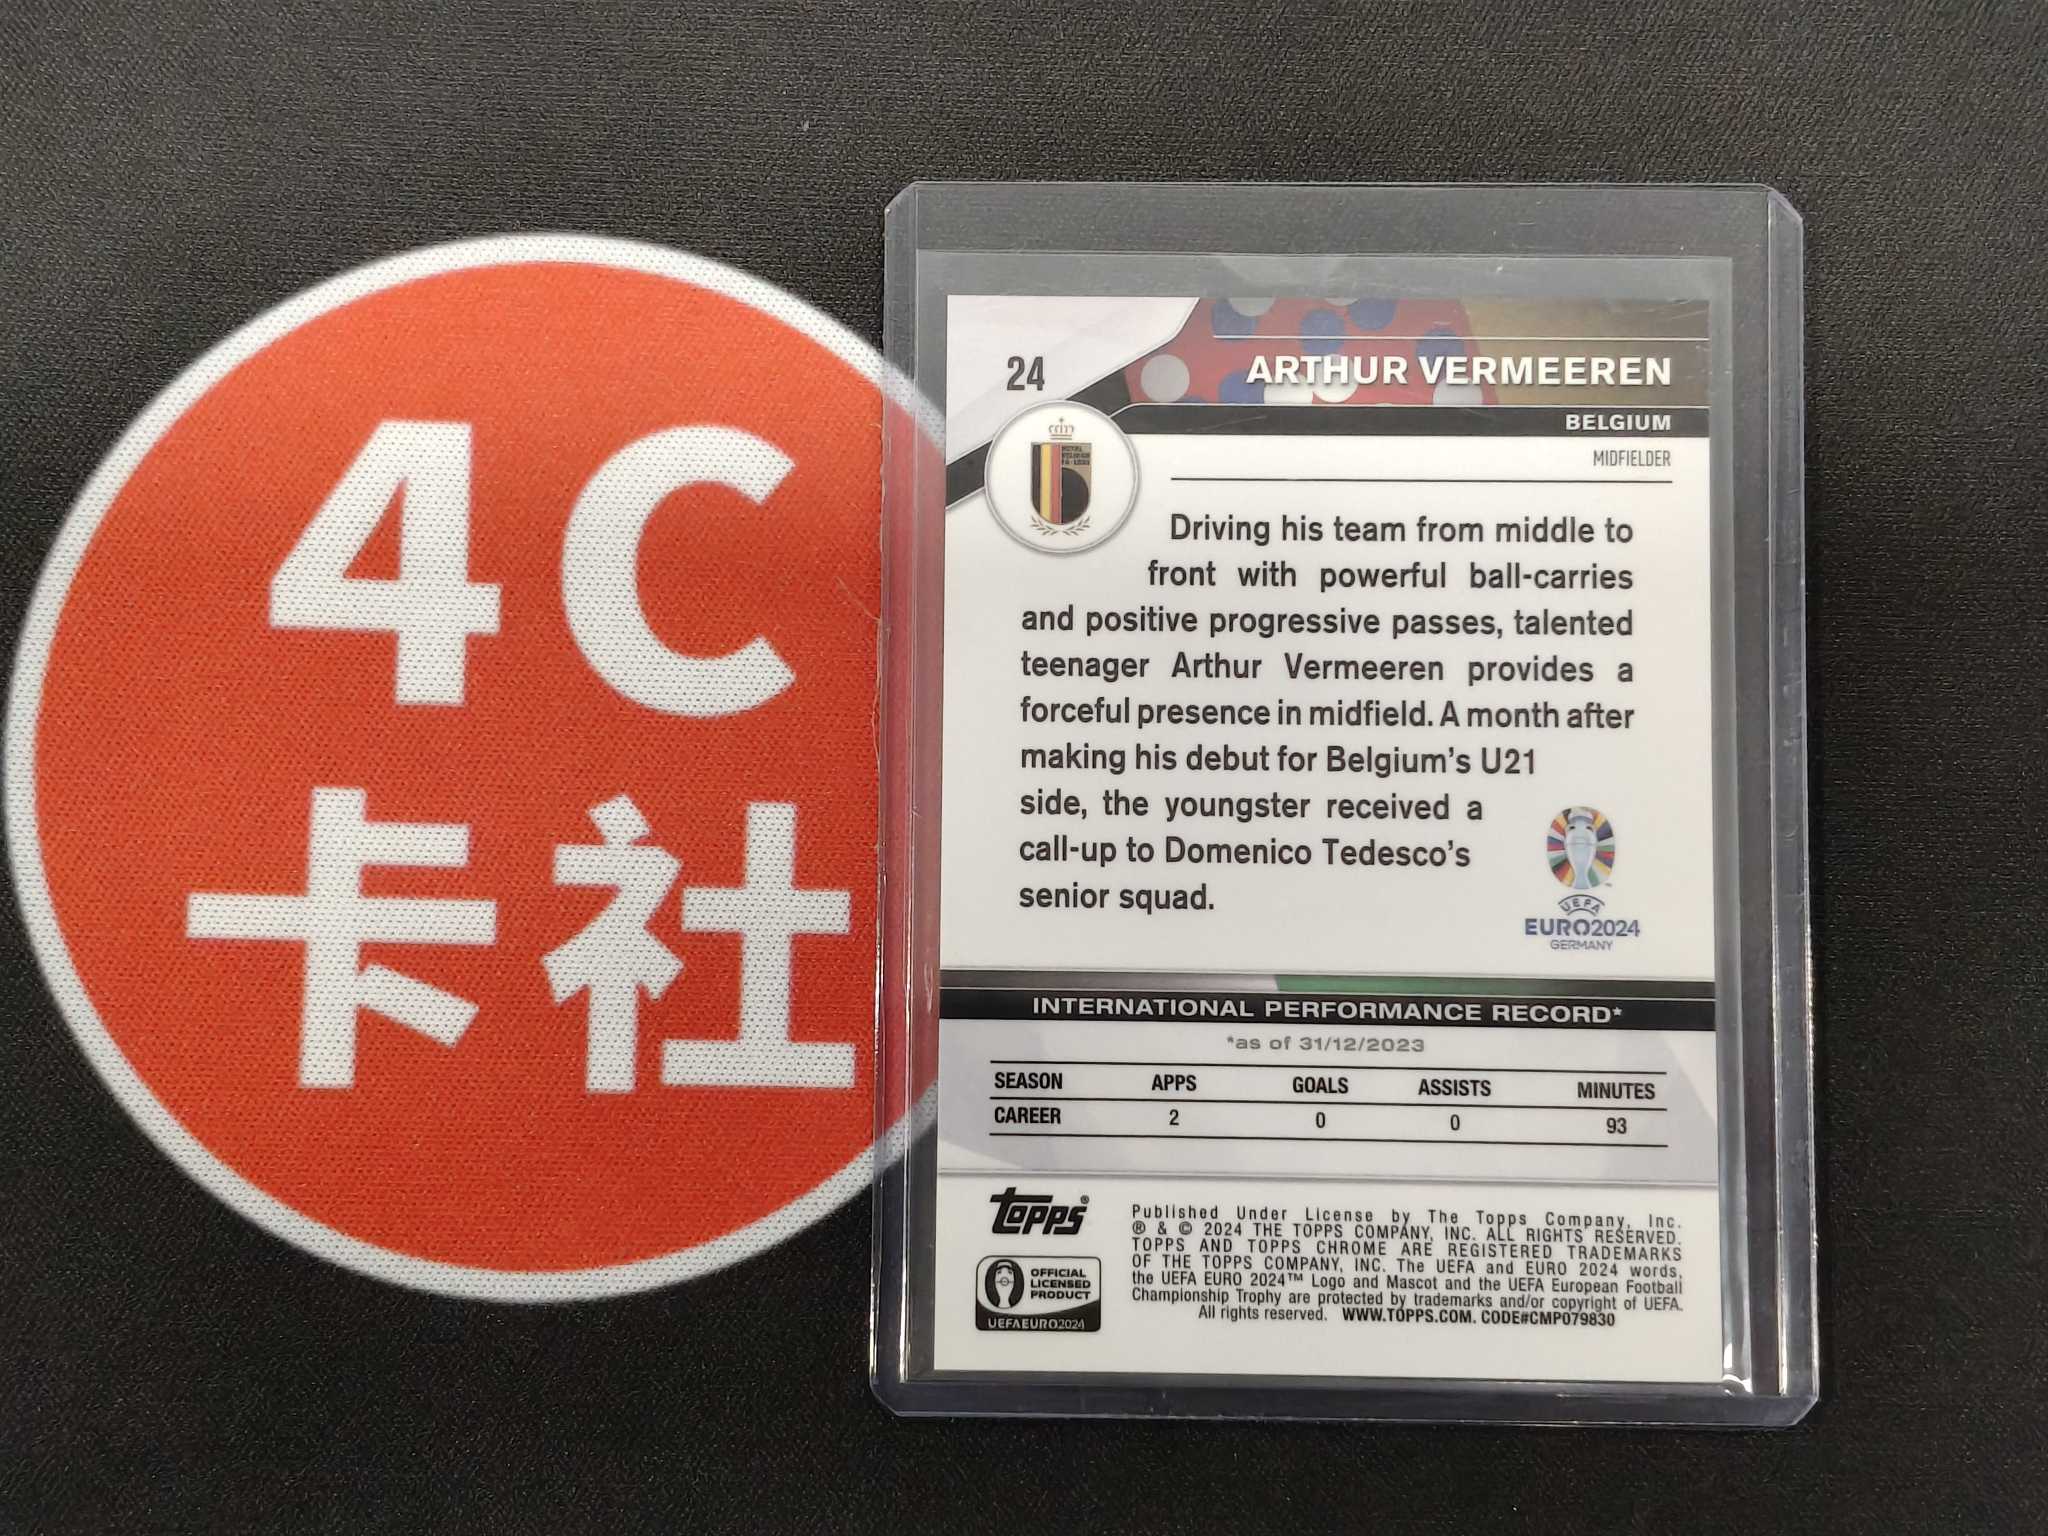 4C
卡社
24
ARTHUR VERMEEREN
BELGIUM
MIDFIELDER
Driving his team from middle to
front with powerful ball-carries
and positive progressive passes, talented
teenager Arthur Vermeeren provides a
forceful presence in midfield. A month after
making his debut for Belgium's U21
side, the youngster received a
call-up to Domenico Tedesco's
senior squad.
UEFA
EURO2024
GERMANY
INTERNATIONAL PERFORMANCE RECORD*
*as of 31/12/2023
SEASON APPS GOALS ASSISTS MINUTES
CAREER 2 0 0 93
Topps®
OFFICIAL
LICENSED
PRODUCT
UEFA EURO2024
Published Under License by The Topps Company, Inc.
® & © 2024 THE TOPPS COMPANY, INC. ALL RIGHTS RESERVED.
TOPPS AND TOPPS CHROME ARE REGISTERED TRADEMARKS
OF THE TOPPS COMPANY, INC. The UEFA and EURO 2024 words,
the UEFA EURO 2024™ Logo and Mascot and the UEFA European Football
Championship Trophy are protected by trademarks and/or copyright of UEFA.
All rights reserved. WWW.TOPPS.COM. CODE#CMP079830